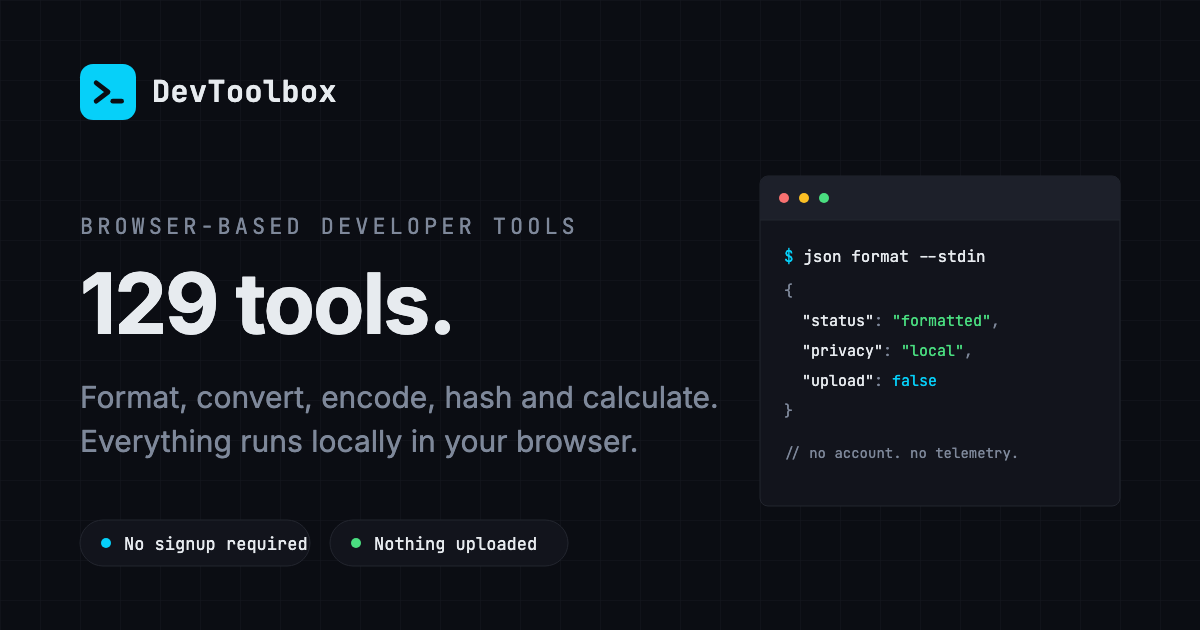 DevToolbox
BROWSER-BASED DEVELOPER TOOLS
129 tools.
Format, convert, encode, hash and calculate.
Everything runs locally in your browser.
No signup required
Nothing uploaded
$ json format --stdin
{
"status": "formatted",
"privacy": "local",
"upload": false
}
// no account. no telemetry.